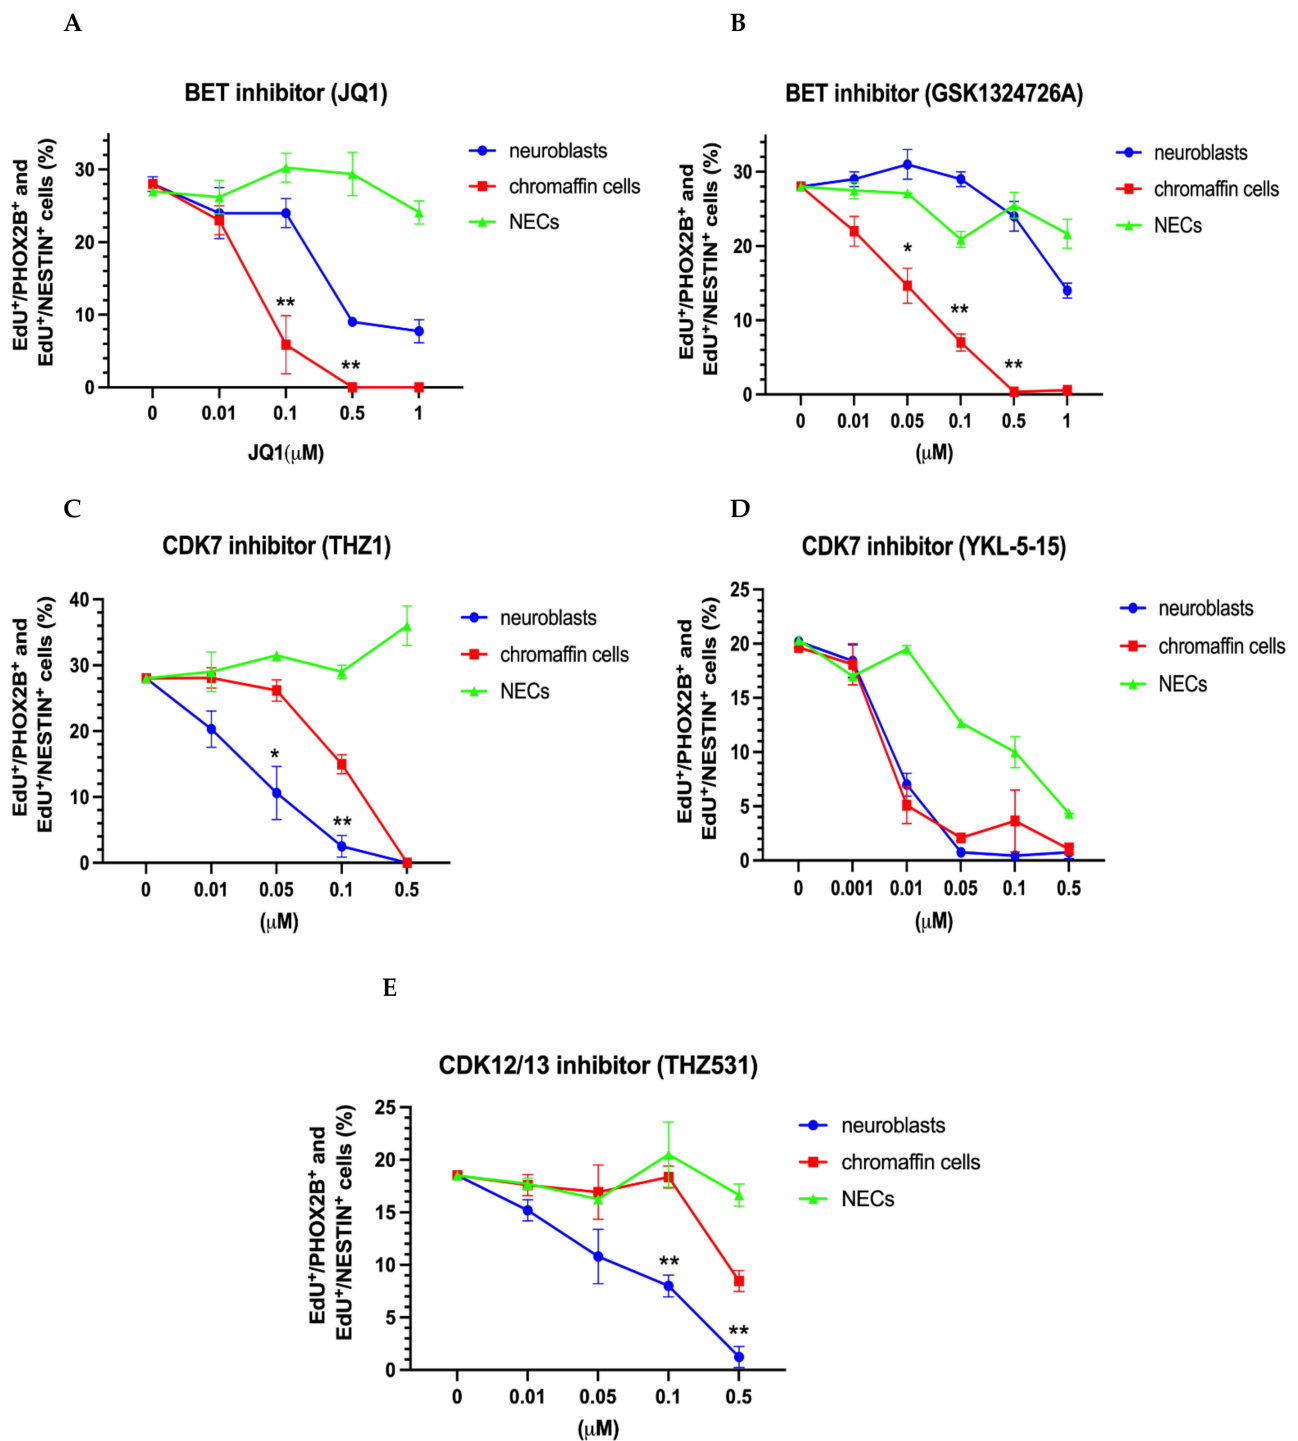 A
BET inhibitor (JQ1)
EdU⁺/PHOX2B⁺ and
EdU⁺/NESTIN⁺ cells (%)
30
20
10
0
0 0.01 0.1 0.5 1
JQ1(μM)
**
**
neuroblasts
chromaffin cells
NECs
B
BET inhibitor (GSK1324726A)
EdU⁺/PHOX2B⁺ and
EdU⁺/NESTIN⁺ cells (%)
30
20
10
0
0 0.01 0.05 0.1 0.5 1
(μM)
*
**
**
neuroblasts
chromaffin cells
NECs
C
CDK7 inhibitor (THZ1)
EdU⁺/PHOX2B⁺ and
EdU⁺/NESTIN⁺ cells (%)
40
30
20
10
0
0 0.01 0.05 0.1 0.5
(μM)
*
**
neuroblasts
chromaffin cells
NECs
D
CDK7 inhibitor (YKL-5-15)
EdU⁺/PHOX2B⁺ and
EdU⁺/NESTIN⁺ cells (%)
25
20
15
10
5
0
0 0.001 0.01 0.05 0.1 0.5
(μM)
neuroblasts
chromaffin cells
NECs
E
CDK12/13 inhibitor (THZ531)
EdU⁺/PHOX2B⁺ and
EdU⁺/NESTIN⁺ cells (%)
25
20
15
10
5
0
0 0.01 0.05 0.1 0.5
(μM)
**
**
neuroblasts
chromaffin cells
NECs